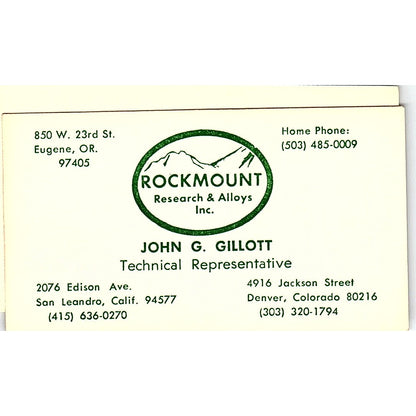 850 W. 23rd St.
Eugene, OR.
97405
Home Phone:
(503) 485-0009
ROCKMOUNT
Research & Alloys
Inc.
JOHN G. GILLOTT
Technical Representative
2076 Edison Ave.
San Leandro, Calif. 94577
(415) 636-0270
4916 Jackson Street
Denver, Colorado 80216
(303) 320-1794